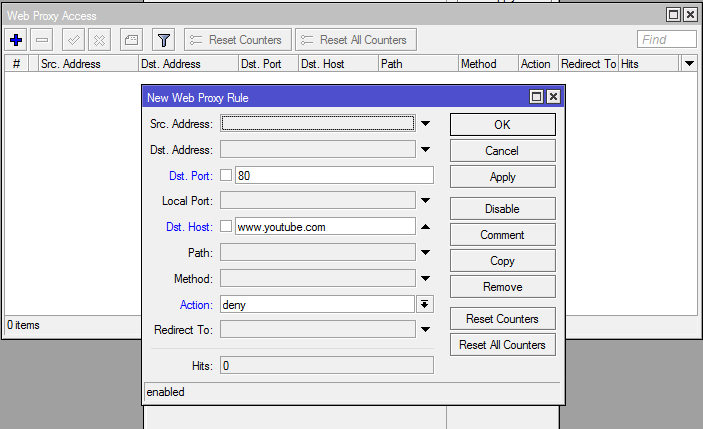 Web Proxy Access
Reset Counters Reset All Counters Find
# Src. Address Dst. Address Dst. Port Dst. Host Path Method Action Redirect To Hits
New Web Proxy Rule
Src. Address: OK
Dst. Address: Cancel
Dst. Port: 80 Apply
Local Port: Disable
Dst. Host: www.youtube.com Comment
Path: Copy
Method: Remove
Action: deny Reset Counters
Redirect To: Reset All Counters
Hits: 0
0 items
enabled